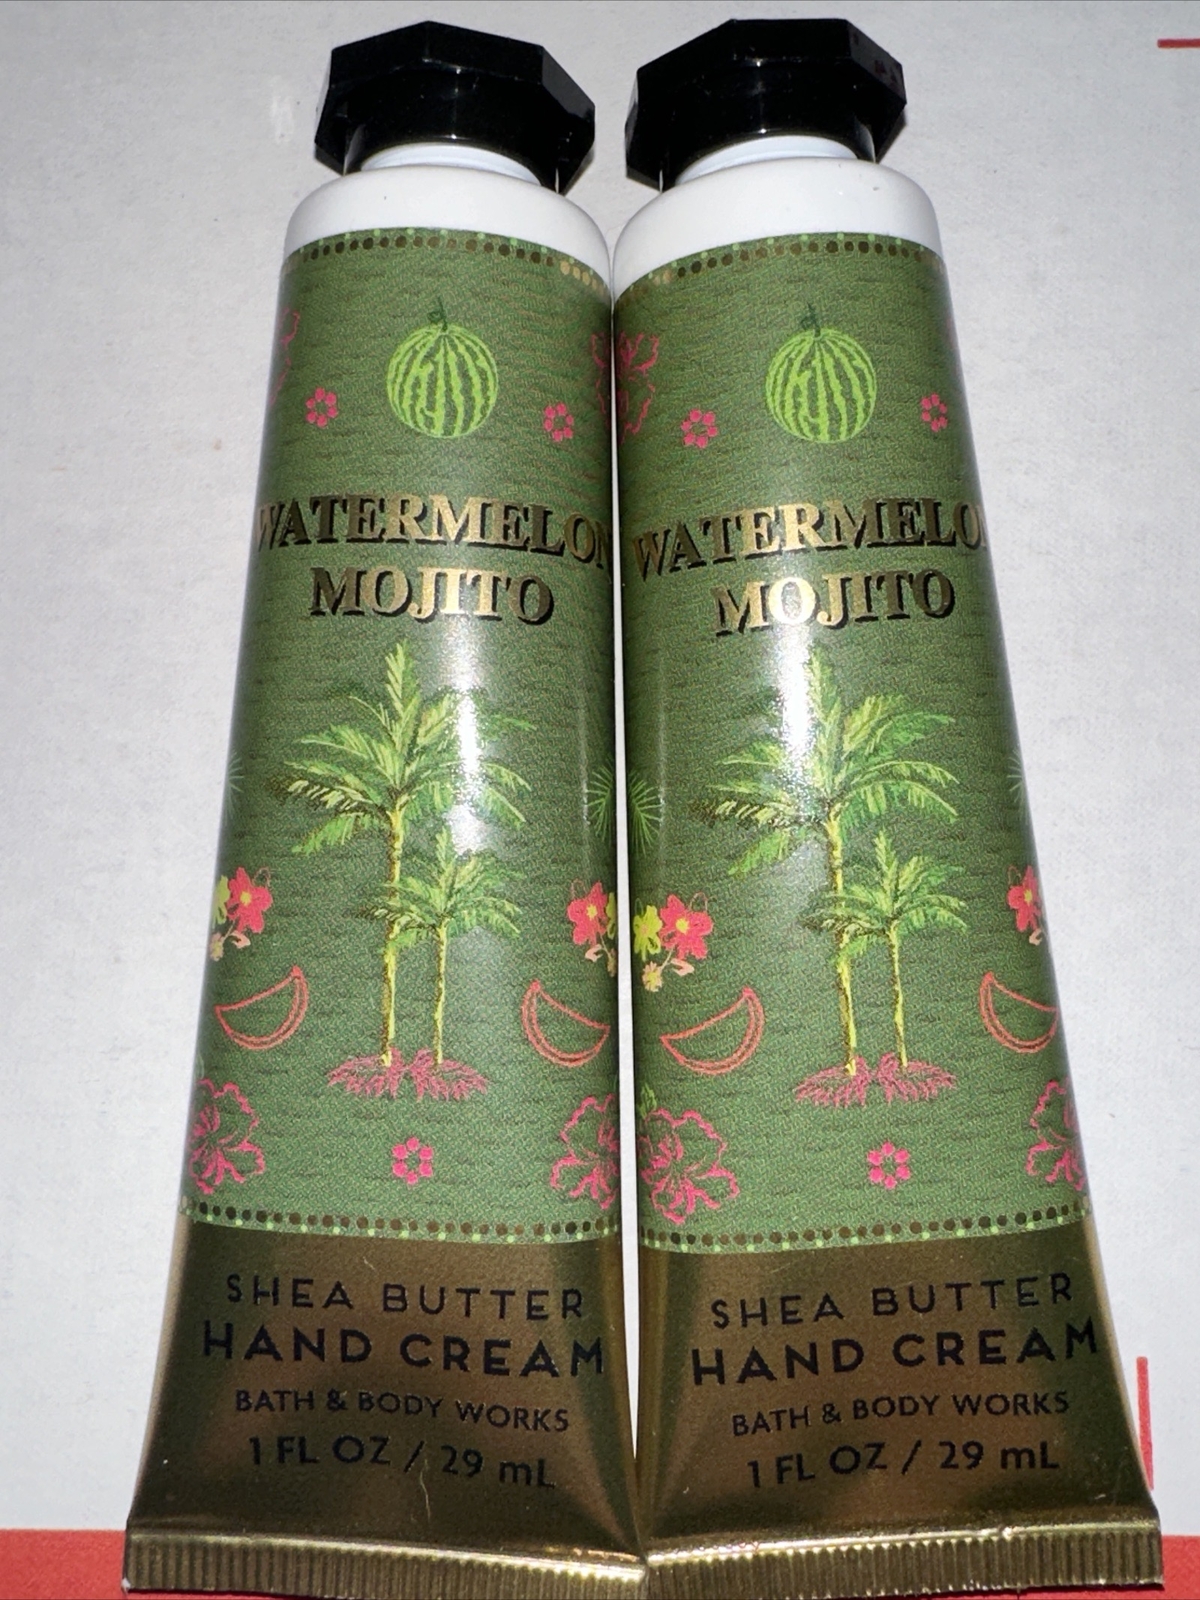 WATERMELON
MOJITO
SHEA BUTTER
HAND CREAM
BATH & BODY WORKS
1 FL OZ / 29 mL
WATERMELON
MOJITO
SHEA BUTTER
HAND CREAM
BATH & BODY WORKS
1 FL OZ / 29 mL